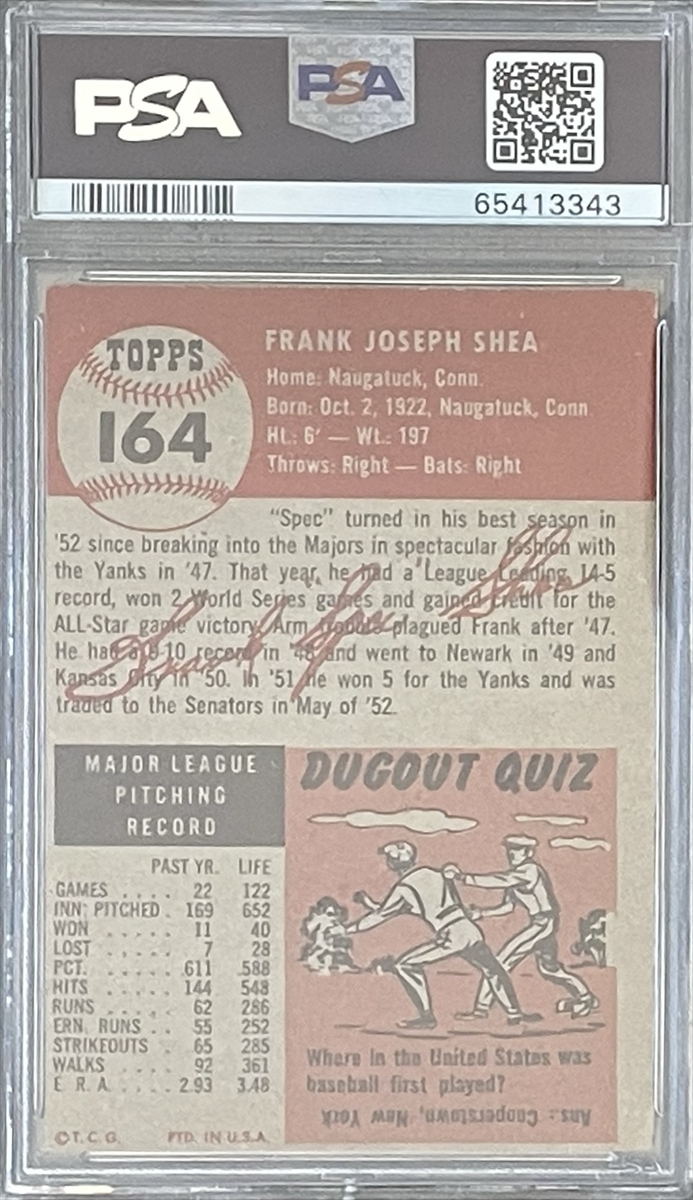 PSA
PSA
65413343
TOPPS
164
FRANK JOSEPH SHEA
Home: Naugatuck, Conn.
Born: Oct. 2, 1922, Naugatuck, Conn
Ht.: 6' — Wt.: 197
Throws: Right — Bats: Right
"Spec" turned in his best season in
'52 since breaking into the Majors in spectacular fashion with
the Yanks in '47. That year, he had a League Leading 14-5
record, won 2 World Series games and gained credit for the
ALL-Star game victory. Arm trouble plagued Frank after '47.
He had a 9-10 record in '48 and went to Newark in '49 and
Kansas City in '50. In '51 he won 5 for the Yanks and was
traded to the Senators in May of '52.
Frank Spec Shea
MAJOR LEAGUE
PITCHING
RECORD
PAST YR. LIFE
GAMES .... 22 122
INN. PITCHED . 169 652
WON ..... 11 40
LOST ..... 7 28
PCT. ..... .611 .588
HITS .... 144 548
RUNS .... 62 286
ERN. RUNS .. 55 252
STRIKEOUTS .. 65 285
WALKS .... 92 361
E. R. A. .... 2.93 3.48
©T. C. G. PTD. IN U.S.A.
DUGOUT QUIZ
Where in the United States was
baseball first played?
Ans.: Cooperstown, New York